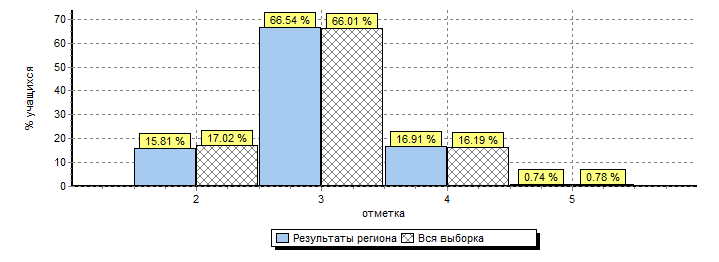 % учащихся
70
60
50
40
30
20
10
0
15.81 % 17.02 % 66.54 % 66.01 % 16.91 % 16.19 % 0.74 % 0.78 %
2 3 4 5
отметка
Результаты региона Вся выборка